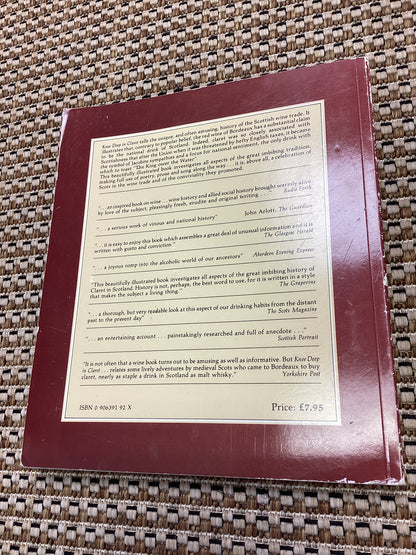 Knee Deep in Claret tells the unique, and often amusing, history of the Scottish wine trade. It
illustrates that, contrary to popular belief, the red wine of Bordeaux has a substantial claim
to be the national drink of Scotland. Indeed, claret was so closely associated with
Scottishness that after the Union when it was threatened by hefty English taxes, it became
the symbol of Jacobite sympathies and a focus for national sentiment, the only drink with
which to toast "The King over the Water".
This beautifully illustrated book investigates all aspects of the great imbibing tradition,
making full use of poetry, prose and song along the way . . . it is, above all, a celebration of
Scots in the wine trade and of the conviviality they promoted.
". . . an inspired book on wine . . . wine history and allied social history brought warmly alive
by love of the subject, pleasingly fresh, erudite and original writing . . ."
Radio Forth
". . . a serious work of vinous and national history"
John Arlott, The Guardian
". . . it is easy to enjoy this book which assembles a great deal of unusual information and it is
written with gusto and conviction"
The Glasgow Herald
". . . a joyous romp into the alcoholic world of our ancestors"
Aberdeen Evening Express
"This beautifully illustrated book investigates all aspects of the great imbibing history of
Claret in Scotland. History is not, perhaps, the best word to use, for it is written in a style
that makes the subject a living thing."
The Grapevine
". . . a thorough, but very readable look at this aspect of our drinking habits from the distant
past to the present day"
The Scots Magazine
". . . an entertaining account . . . painstakingly researched and full of anecdote . . ."
Scottish Portrait
"It is not often that a wine book turns out to be amusing as well as informative. But Knee Deep
in Claret . . . relates some lively adventures by medieval Scots who came to Bordeaux to buy
claret, nearly as staple a drink in Scotland as malt whisky."
Yorkshire Post
ISBN 0 906391 92 X
Price: £7.95